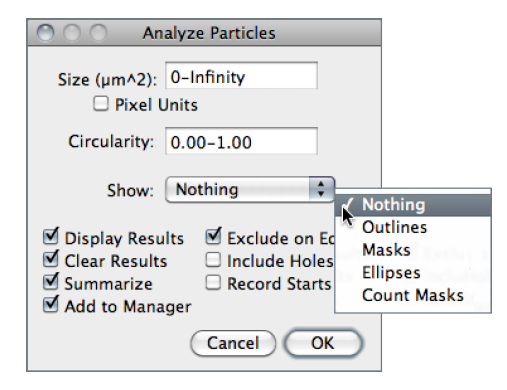 Analyze Particles
Size (µm^2): 0-Infinity
Pixel Units
Circularity: 0.00-1.00
Show: Nothing
✓ Nothing
Outlines
Masks
Ellipses
Count Masks
Display Results
Exclude on Ed
Clear Results
Include Holes
Summarize
Record Starts
Add to Manager
Cancel
OK